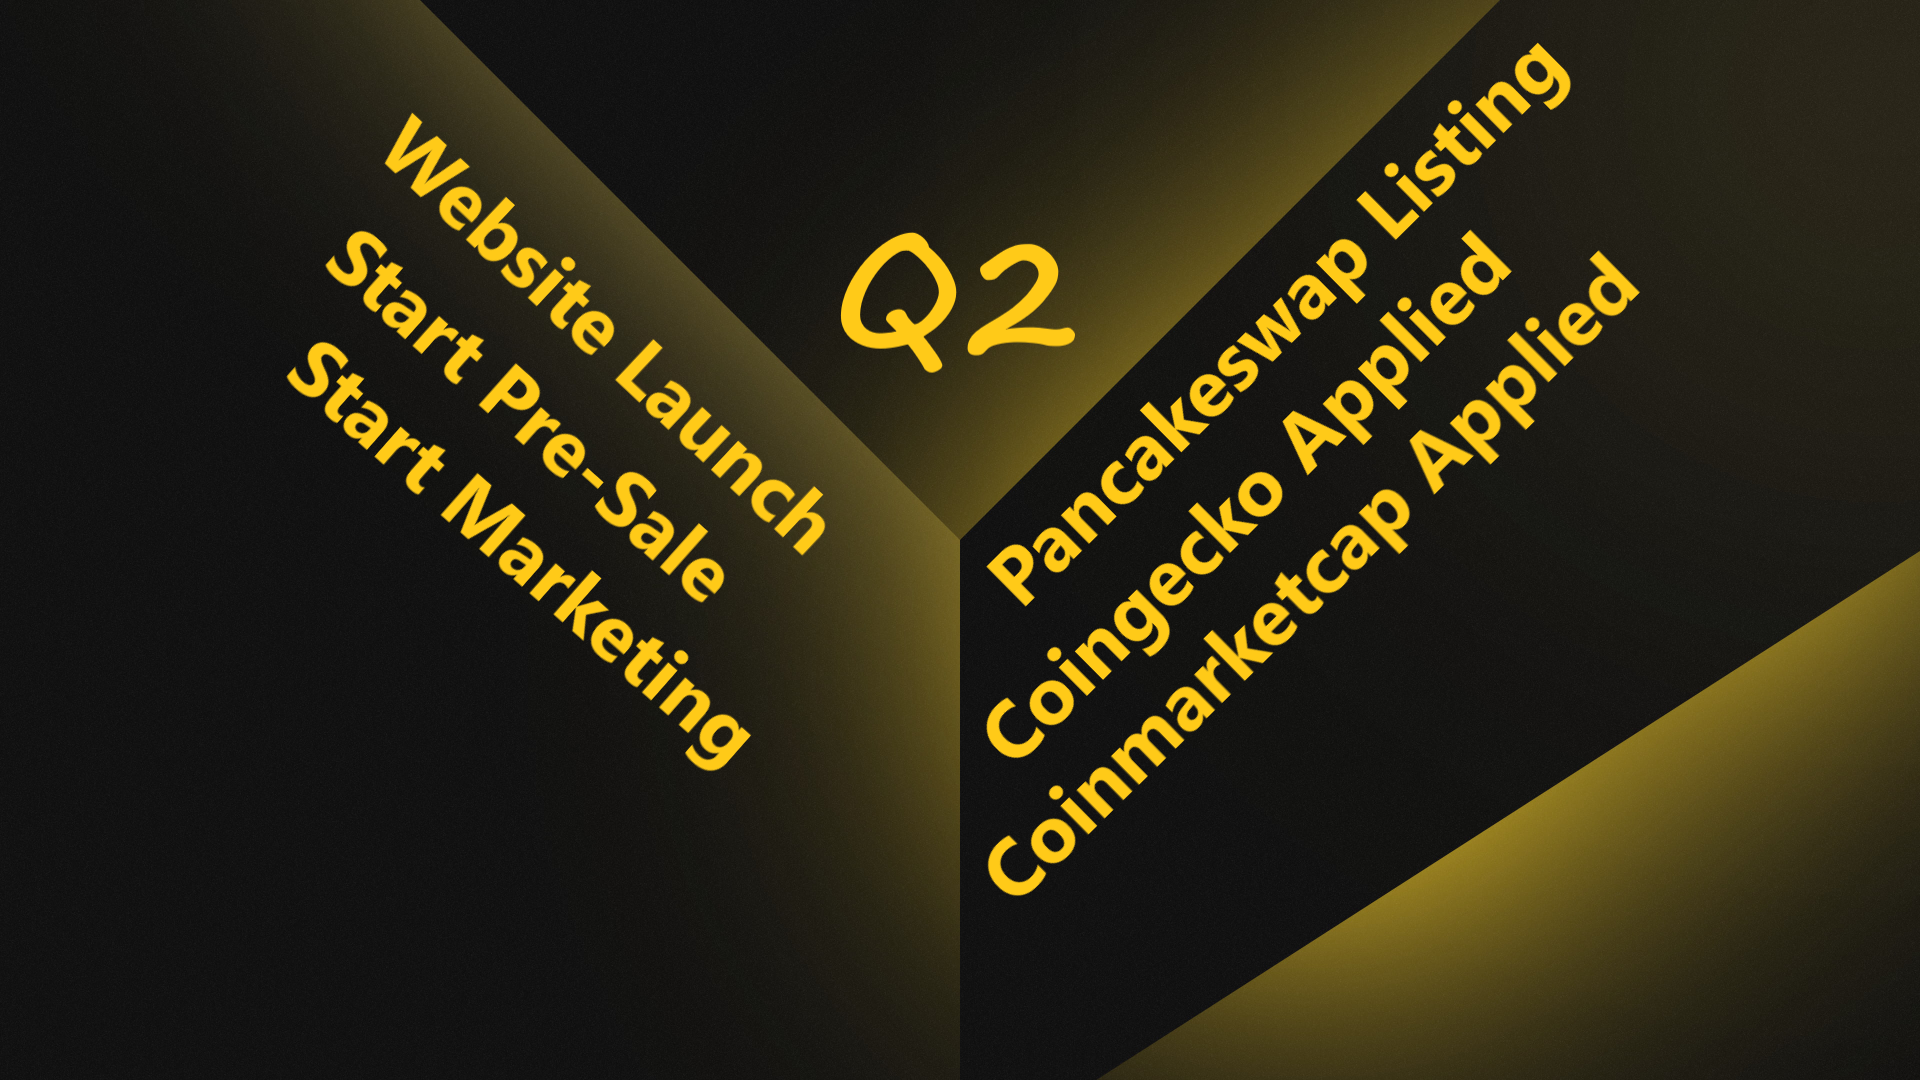 Q2
Website Launch
Start Pre-Sale
Start Marketing
Pancakeswap Listing
Coingecko Applied
Coinmarketcap Applied